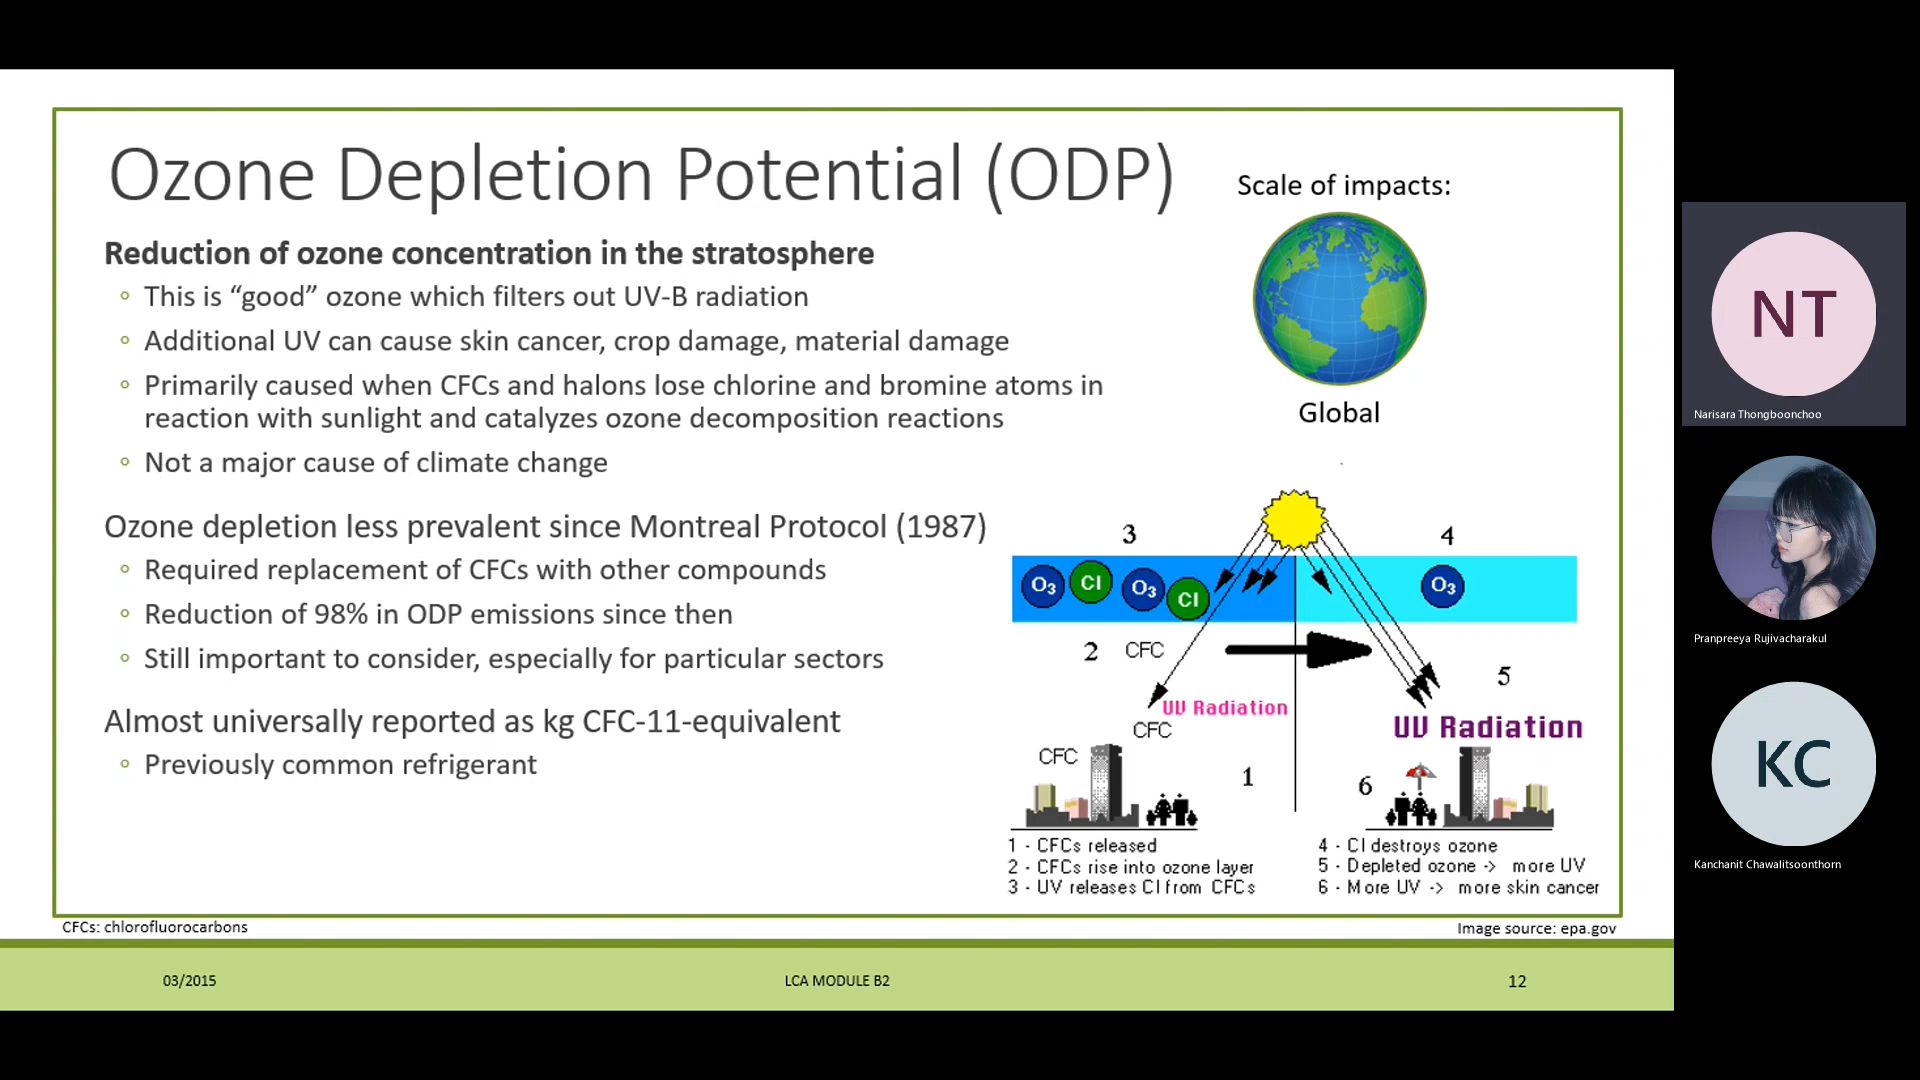 Ozone Depletion Potential (ODP)
Scale of impacts:
Global
Reduction of ozone concentration in the stratosphere
◦ This is “good” ozone which filters out UV-B radiation
◦ Additional UV can cause skin cancer, crop damage, material damage
◦ Primarily caused when CFCs and halons lose chlorine and bromine atoms in
reaction with sunlight and catalyzes ozone decomposition reactions
◦ Not a major cause of climate change
Ozone depletion less prevalent since Montreal Protocol (1987)
◦ Required replacement of CFCs with other compounds
◦ Reduction of 98% in ODP emissions since then
◦ Still important to consider, especially for particular sectors
Almost universally reported as kg CFC-11-equivalent
◦ Previously common refrigerant
3
4
O3 Cl O3 Cl
O3
2 CFC
5
UV Radiation
UV Radiation
CFC
CFC
1
6
1 - CFCs released
2 - CFCs rise into ozone layer
3 - UV releases Cl from CFCs
4 - Cl destroys ozone
5 - Depleted ozone -> more UV
6 - More UV -> more skin cancer
CFCs: chlorofluorocarbons
Image source: epa.gov
03/2015
LCA MODULE B2
12
NT
Narisara Thongboonchoo
Pranpreeya Rujivacharakul
KC
Kanchanit Chawalitsoonthorn